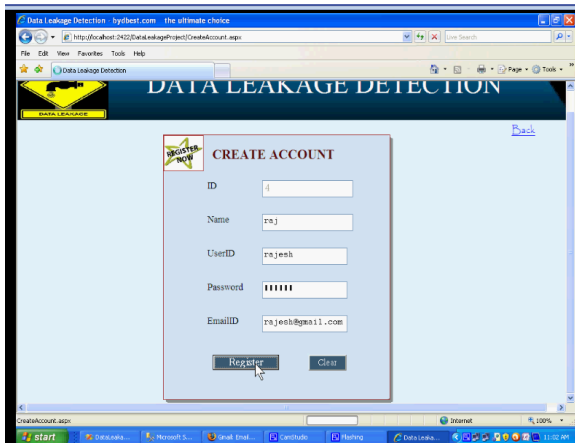 Data Leakage Detection - hydbest.com   the ultimate choice
http://localhost:2422/DataLeakageProject/CreateAccount.aspx
Live Search
File Edit View Favorites Tools Help
Data Leakage Detection
Page
Tools
DATA LEAKAGE DETECTION
DATA LEAKAGE
Back
REGISTER NOW
CREATE ACCOUNT
ID 4
Name raj
UserID rajesh
Password
EmailID rajesh@gmail.com
Register Clear
CreateAccount.aspx
Internet
100%
start
DataLeaka...
Microsoft S...
Gmail: Email...
CamStudio
Flashing
Data Leaka...
11:02 AM